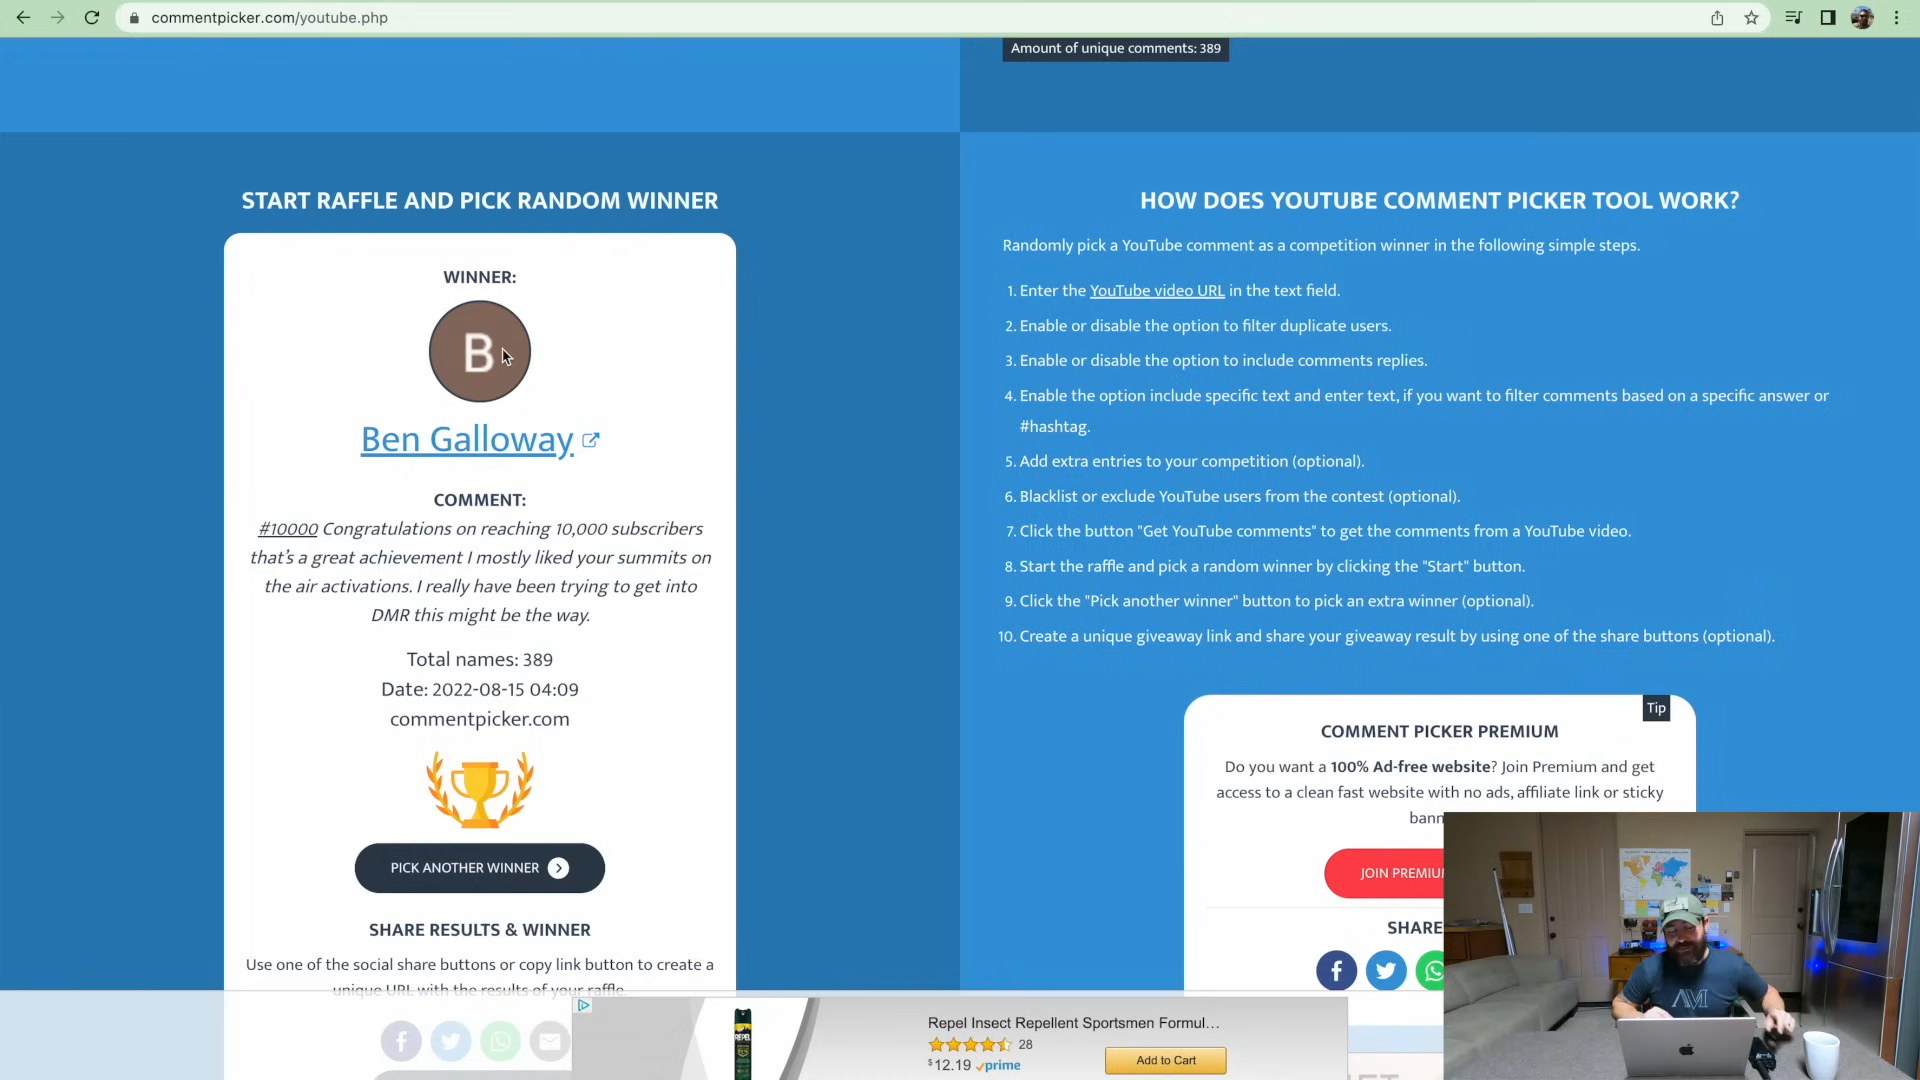 commentpicker.com/youtube.php
Amount of unique comments: 389
START RAFFLE AND PICK RANDOM WINNER
WINNER:
B
Ben Galloway
COMMENT:
#10000 Congratulations on reaching 10,000 subscribers
that's a great achievement I mostly liked your summits on
the air activations. I really have been trying to get into
DMR this might be the way.
Total names: 389
Date: 2022-08-15 04:09
commentpicker.com
PICK ANOTHER WINNER
SHARE RESULTS & WINNER
Use one of the social share buttons or copy link button to create a
unique URL with the results of your raffle.
HOW DOES YOUTUBE COMMENT PICKER TOOL WORK?
Randomly pick a YouTube comment as a competition winner in the following simple steps.
1. Enter the YouTube video URL in the text field.
2. Enable or disable the option to filter duplicate users.
3. Enable or disable the option to include comments replies.
4. Enable the option include specific text and enter text, if you want to filter comments based on a specific answer or
#hashtag.
5. Add extra entries to your competition (optional).
6. Blacklist or exclude YouTube users from the contest (optional).
7. Click the button "Get YouTube comments" to get the comments from a YouTube video.
8. Start the raffle and pick a random winner by clicking the "Start" button.
9. Click the "Pick another winner" button to pick an extra winner (optional).
10. Create a unique giveaway link and share your giveaway result by using one of the share buttons (optional).
Tip
COMMENT PICKER PREMIUM
Do you want a 100% Ad-free website? Join Premium and get
access to a clean fast website with no ads, affiliate link or sticky
bann
JOIN PREMIUM
SHARE
REPEL
Repel Insect Repellent Sportsmen Formul…
28
$12.19 prime
Add to Cart